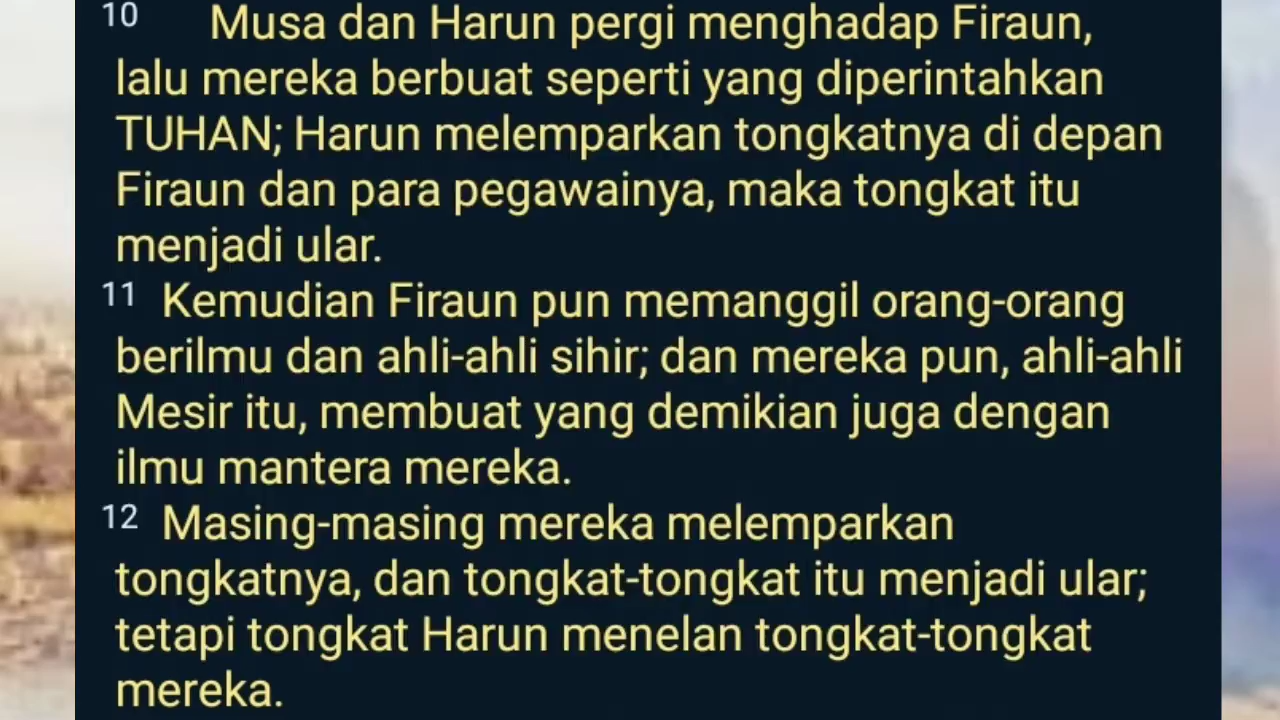 10 Musa dan Harun pergi menghadap Firaun,
lalu mereka berbuat seperti yang diperintahkan
TUHAN; Harun melemparkan tongkatnya di depan
Firaun dan para pegawainya, maka tongkat itu
menjadi ular.
11 Kemudian Firaun pun memanggil orang-orang
berilmu dan ahli-ahli sihir; dan mereka pun, ahli-ahli
Mesir itu, membuat yang demikian juga dengan
ilmu mantera mereka.
12 Masing-masing mereka melemparkan
tongkatnya, dan tongkat-tongkat itu menjadi ular;
tetapi tongkat Harun menelan tongkat-tongkat
mereka.